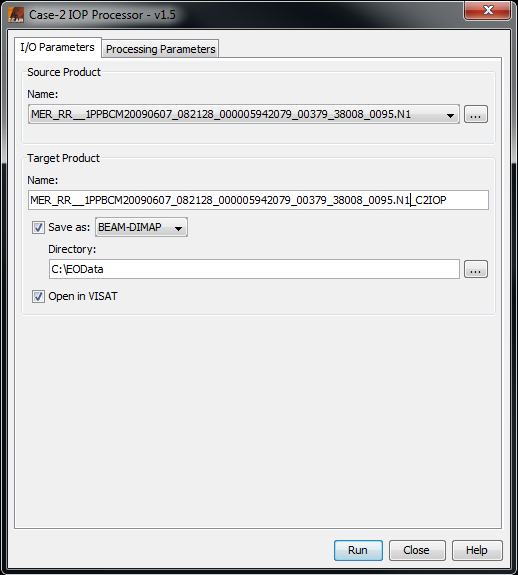 BEAM
Case-2 IOP Processor - v1.5
I/O Parameters
Processing Parameters
Source Product
Name:
MER_RR__1PPBCM20090607_082128_000005942079_00379_38008_0095.N1
...
Target Product
Name:
MER_RR__1PPBCM20090607_082128_000005942079_00379_38008_0095.N1_C2IOP
Save as: BEAM-DIMAP
Directory:
C:\EOData
...
Open in VISAT
Run Close Help